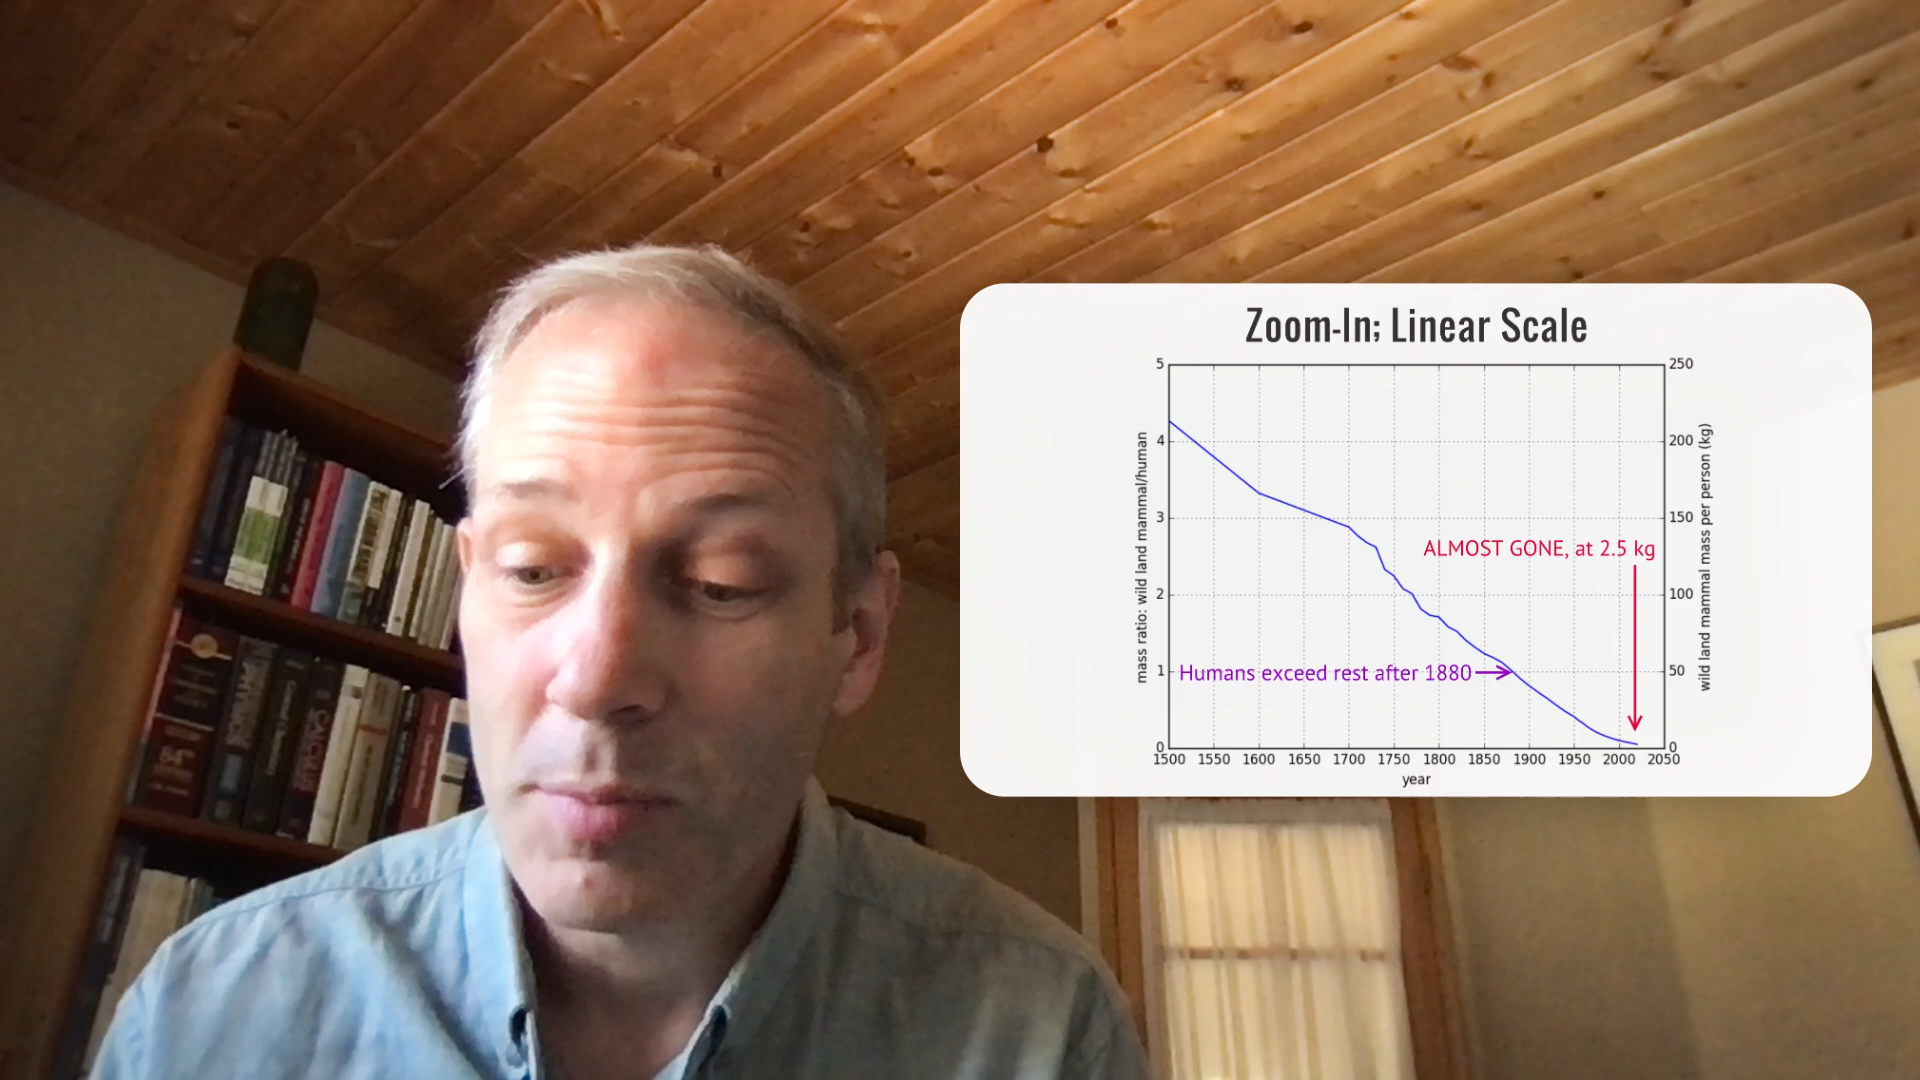 Zoom-In; Linear Scale
5
4
3
2
1
0
mass ratio: wild land mammal/human
250
200
150
100
50
0
wild land mammal mass per person (kg)
ALMOST GONE, at 2.5 kg
Humans exceed rest after 1880
1500 1550 1600 1650 1700 1750 1800 1850 1900 1950 2000 2050
year
CALCULUS